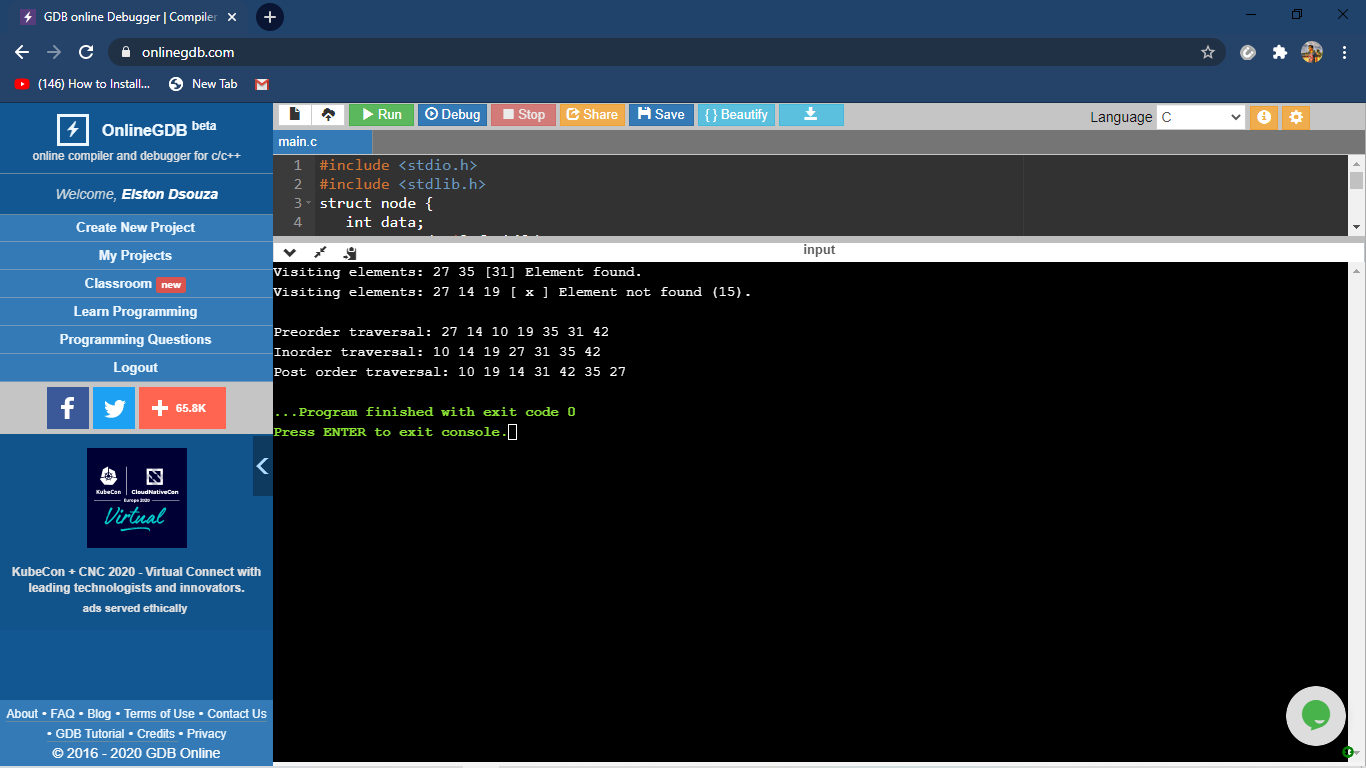 GDB online Debugger | Compiler
onlinegdb.com
(146) How to Install...
New Tab
OnlineGDB beta
online compiler and debugger for c/c++
Welcome, Elston Dsouza
Create New Project
My Projects
Classroom new
Learn Programming
Programming Questions
Logout
65.8K
KubeCon
CloudNativeCon
Europe 2020
Virtual
KubeCon + CNC 2020 - Virtual Connect with
leading technologists and innovators.
ads served ethically
About • FAQ • Blog • Terms of Use • Contact Us
• GDB Tutorial • Credits • Privacy
© 2016 - 2020 GDB Online
Run Debug Stop Share Save { } Beautify
Language C
main.c
1 #include <stdio.h>
2 #include <stdlib.h>
3 struct node {
4 int data;
input
Visiting elements: 27 35 [31] Element found.
Visiting elements: 27 14 19 [ x ] Element not found (15).
Preorder traversal: 27 14 10 19 35 31 42
Inorder traversal: 10 14 19 27 31 35 42
Post order traversal: 10 19 14 31 42 35 27
...Program finished with exit code 0
Press ENTER to exit console.